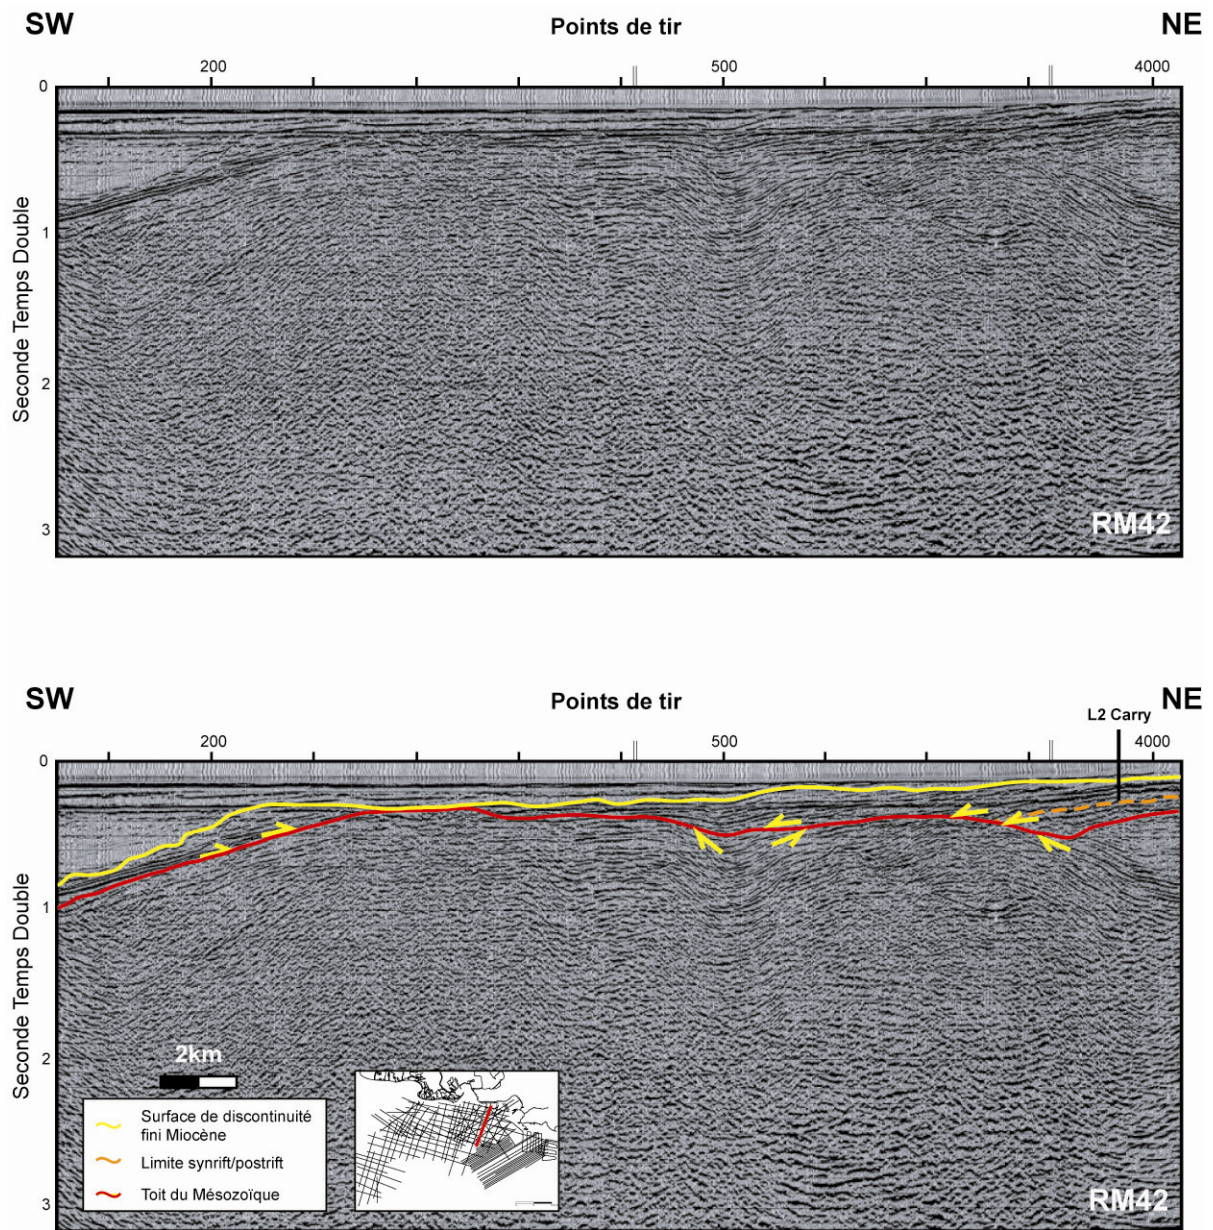 SW
Points de tir
NE
200
500
4000
0
1
2
3
Seconde Temps Double
RM42
SW
Points de tir
NE
L2 Carry
200
500
4000
0
1
2
3
Seconde Temps Double
2km
Surface de discontinuité
fini Miocène
Limite synrift/postrift
Toit du Mésozoïque
RM42